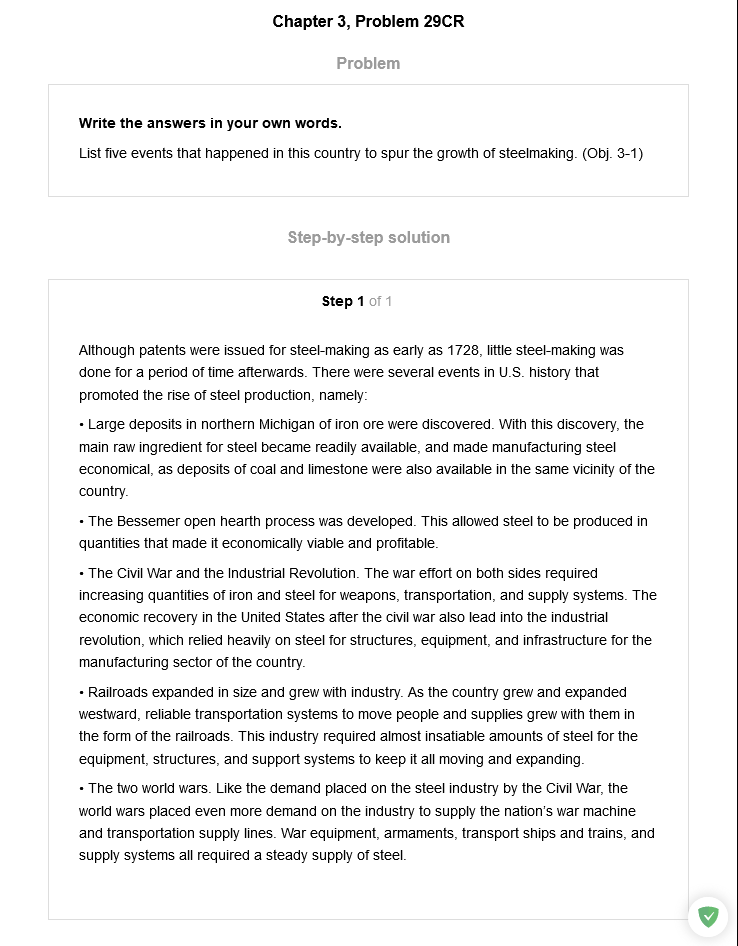 Chapter 3, Problem 29CR
Problem
Write the answers in your own words.
List five events that happened in this country to spur the growth of steelmaking. (Obj. 3-1)
Step-by-step solution
Step 1 of 1
Although patents were issued for steel-making as early as 1728, little steel-making was
done for a period of time afterwards. There were several events in U.S. history that
promoted the rise of steel production, namely:
• Large deposits in northern Michigan of iron ore were discovered. With this discovery, the
main raw ingredient for steel became readily available, and made manufacturing steel
economical, as deposits of coal and limestone were also available in the same vicinity of the
country.
• The Bessemer open hearth process was developed. This allowed steel to be produced in
quantities that made it economically viable and profitable.
• The Civil War and the Industrial Revolution. The war effort on both sides required
increasing quantities of iron and steel for weapons, transportation, and supply systems. The
economic recovery in the United States after the civil war also lead into the industrial
revolution, which relied heavily on steel for structures, equipment, and infrastructure for the
manufacturing sector of the country.
• Railroads expanded in size and grew with industry. As the country grew and expanded
westward, reliable transportation systems to move people and supplies grew with them in
the form of the railroads. This industry required almost insatiable amounts of steel for the
equipment, structures, and support systems to keep it all moving and expanding.
• The two world wars. Like the demand placed on the steel industry by the Civil War, the
world wars placed even more demand on the industry to supply the nation's war machine
and transportation supply lines. War equipment, armaments, transport ships and trains, and
supply systems all required a steady supply of steel.